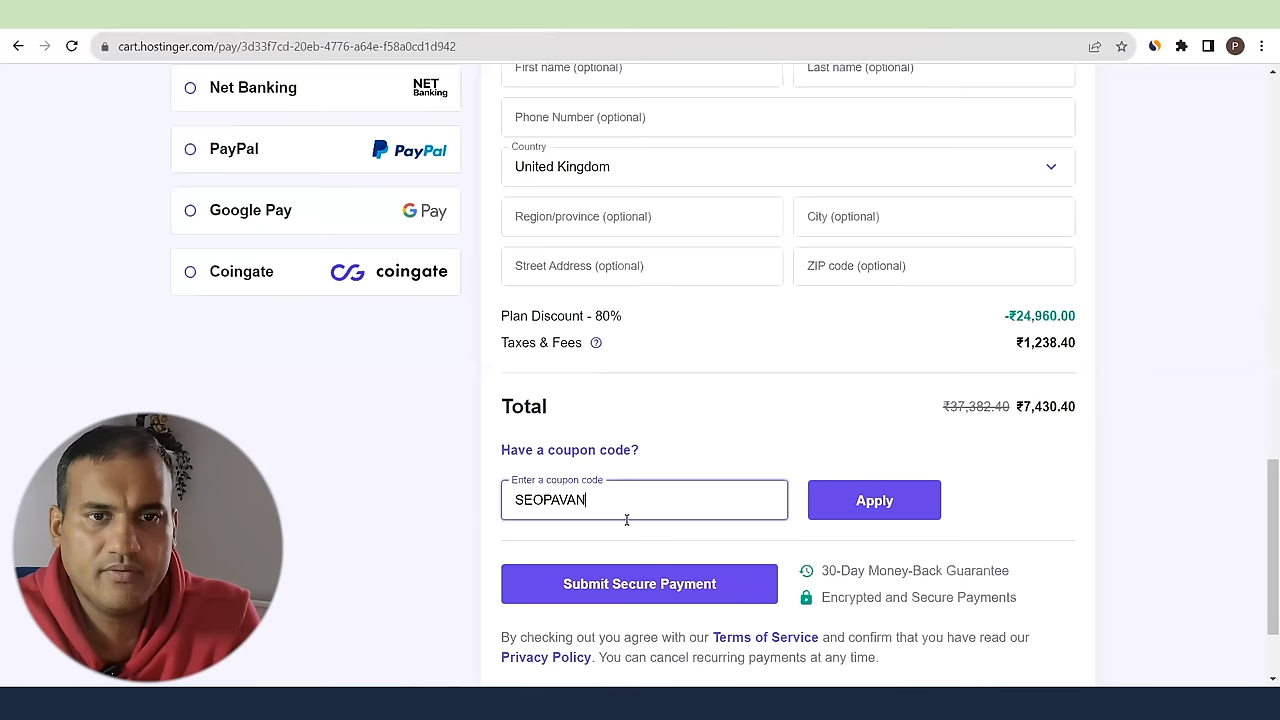 cart.hostinger.com/pay/3d33f7cd-20eb-4776-a64e-f58a0cd1d942
P
Net Banking
NET
Banking
PayPal
PayPal
Google Pay
G Pay
Coingate
coingate
First name (optional)
Last name (optional)
Phone Number (optional)
Country
United Kingdom
Region/province (optional)
City (optional)
Street Address (optional)
ZIP code (optional)
Plan Discount - 80%
-₹24,960.00
Taxes & Fees
₹1,238.40
Total
₹37,382.40 ₹7,430.40
Have a coupon code?
Enter a coupon code
SEOPAVAN
Apply
Submit Secure Payment
30-Day Money-Back Guarantee
Encrypted and Secure Payments
By checking out you agree with our Terms of Service and confirm that you have read our
Privacy Policy. You can cancel recurring payments at any time.